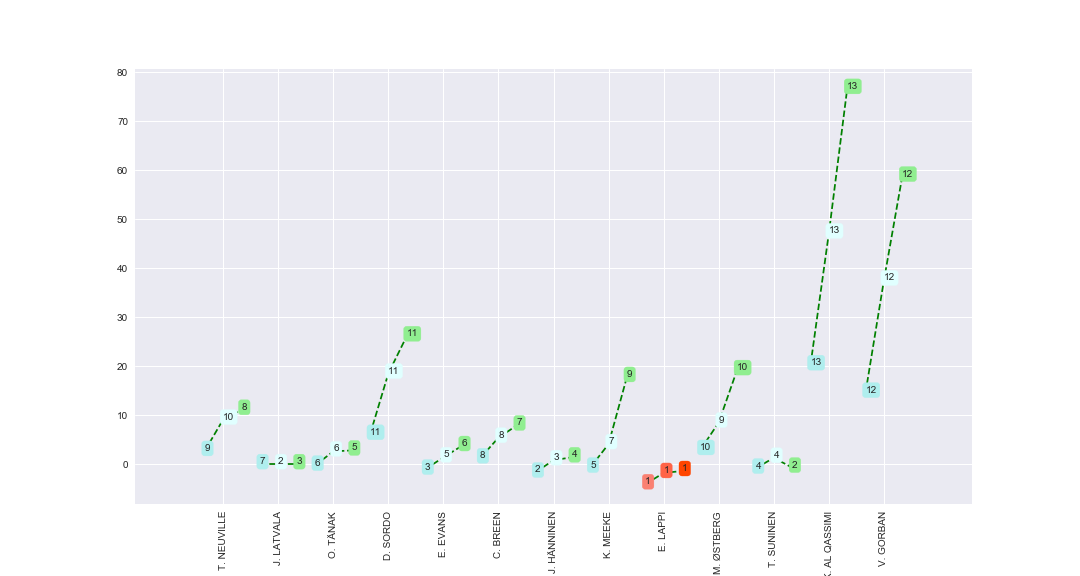 80
70
60
50
40
30
20
10
0
9 10 8
7 2 3
6 6 5
11 11 11
3 5 6
8 8 7
2 3 4
5 7 9
1 1 1
10 9 10
4 4 2
13 13 13
12 12 12
T. NEUVILLE
J. LATVALA
O. TÄNAK
D. SORDO
E. EVANS
C. BREEN
J. HÄNNINEN
K. MEEKE
E. LAPPI
M. ØSTBERG
T. SUNINEN
K. AL QASSIMI
V. GORBAN